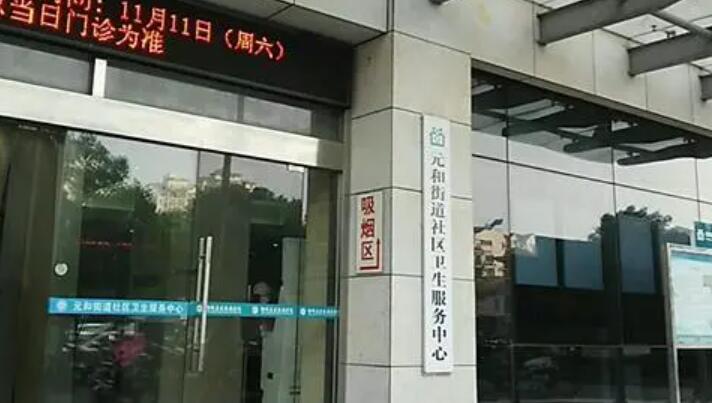 间：11月11日（周六）
当日门诊为准
元和街道社区卫生服务中心
吸烟区
元和街道社区卫生服务中心